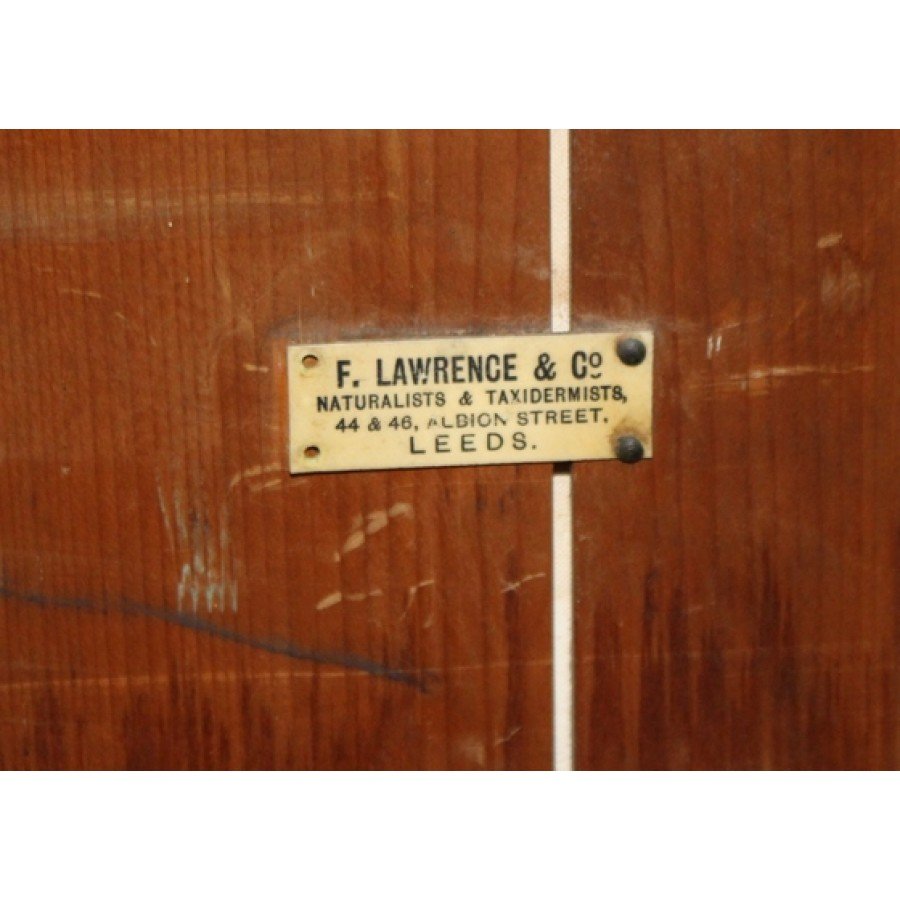 F. LAWRENCE & Cº
NATURALISTS & TAXIDERMISTS,
44 & 46, ALBION STREET,
LEEDS.